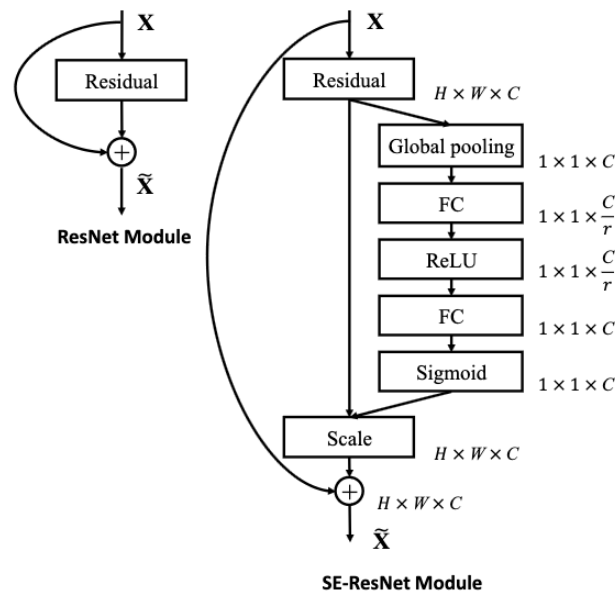 X
Residual
+
X̃
ResNet Module
X
Residual
H × W × C
Global pooling
1 × 1 × C
FC
1 × 1 × C/r
ReLU
1 × 1 × C/r
FC
1 × 1 × C
Sigmoid
1 × 1 × C
Scale
H × W × C
+
H × W × C
X̃
SE-ResNet Module